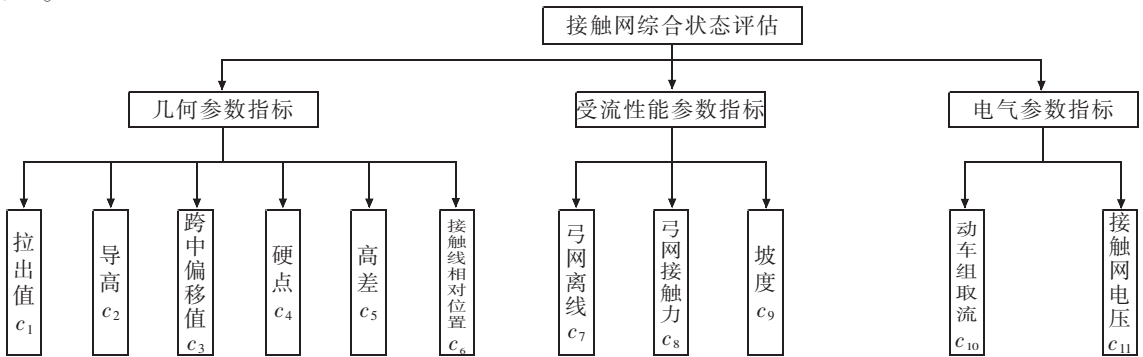 接触网综合状态评估
几何参数指标
受流性能参数指标
电气参数指标
拉出值 c₁
导高 c₂
跨中偏移值 c₃
硬点 c₄
高差 c₅
接触线相对位置 c₆
弓网离线 c₇
弓网接触力 c₈
坡度 c₉
动车组取流 c₁₀
接触网电压 c₁₁